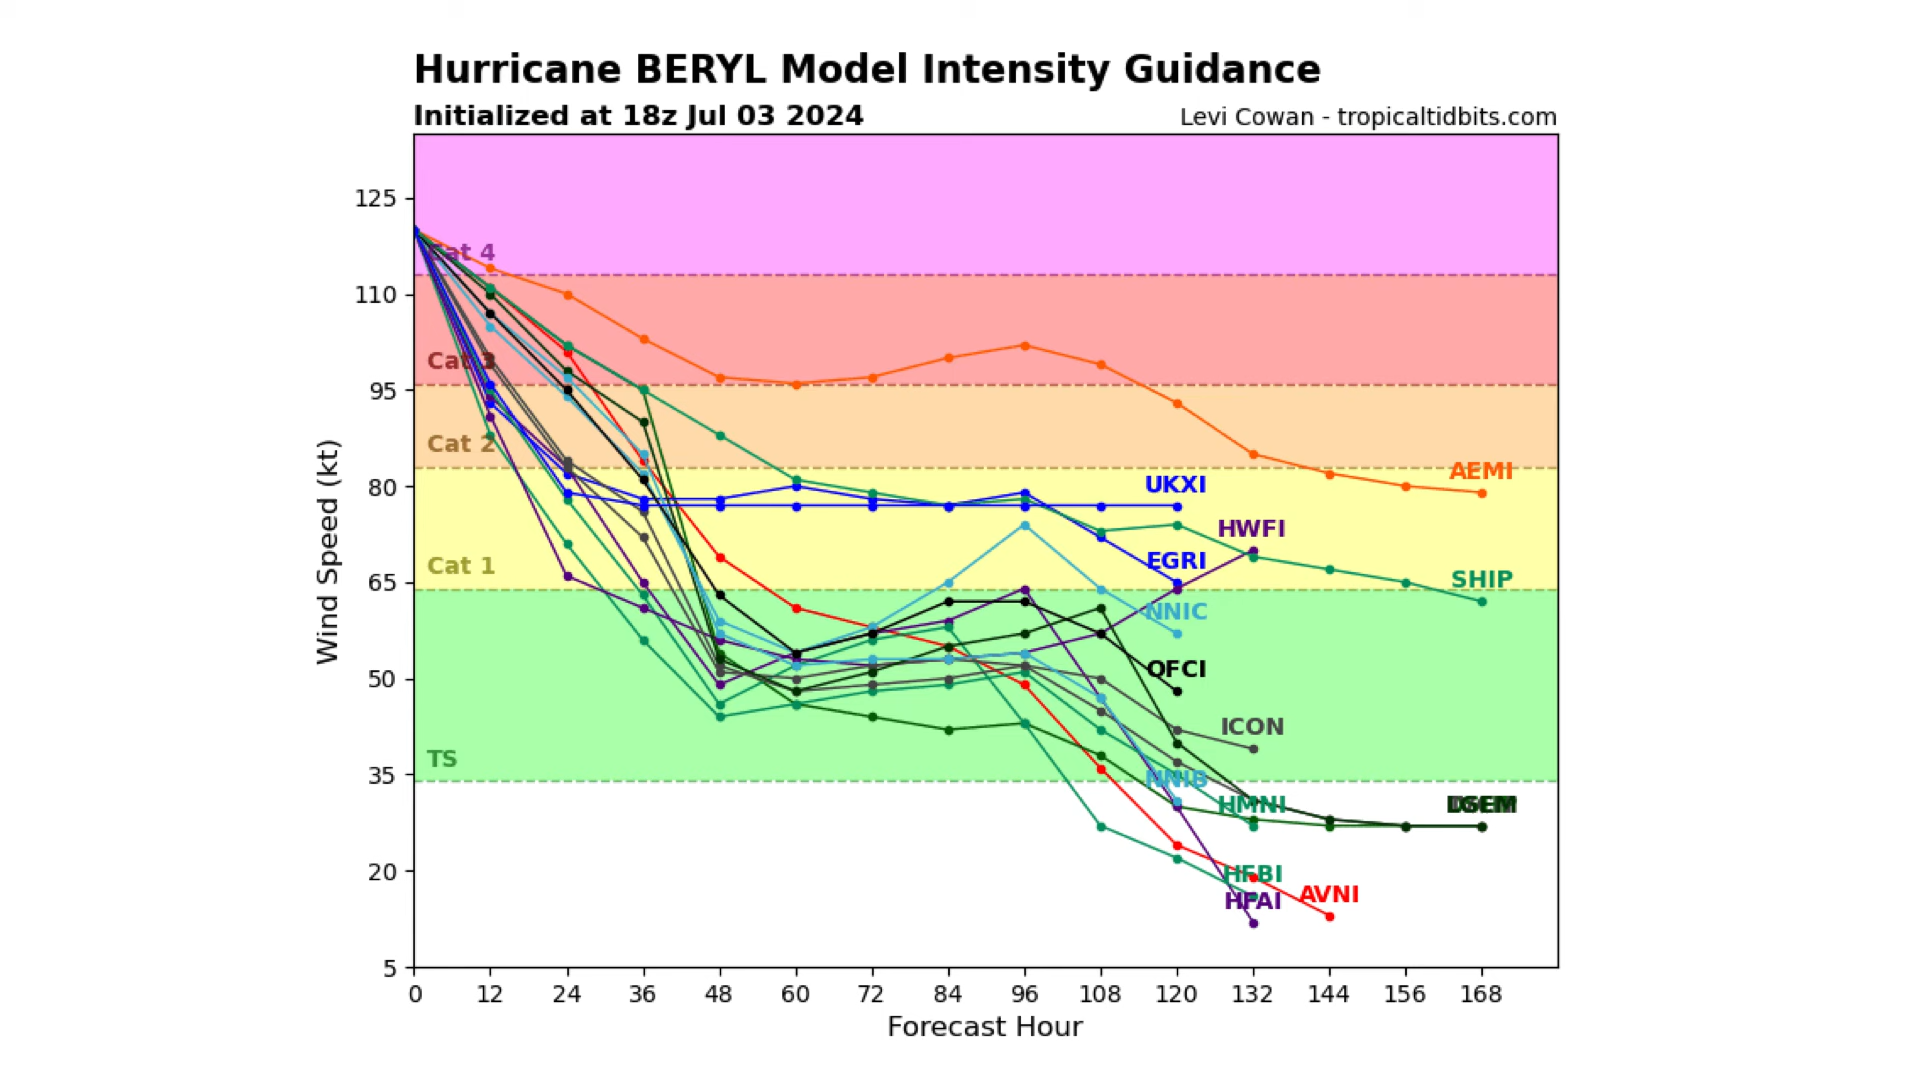 Hurricane BERYL Model Intensity Guidance
Initialized at 18z Jul 03 2024
Levi Cowan - tropicaltidbits.com
125
110
95
80
65
50
35
20
5
Wind Speed (kt)
Cat 4
Cat 3
Cat 2
Cat 1
TS
AEMI
UKXI
HWFI
EGRI
SHIP
NNIC
OFCI
ICON
NNIB
HMNI
LGEM
HFBI
AVNI
HFAI
0 12 24 36 48 60 72 84 96 108 120 132 144 156 168
Forecast Hour